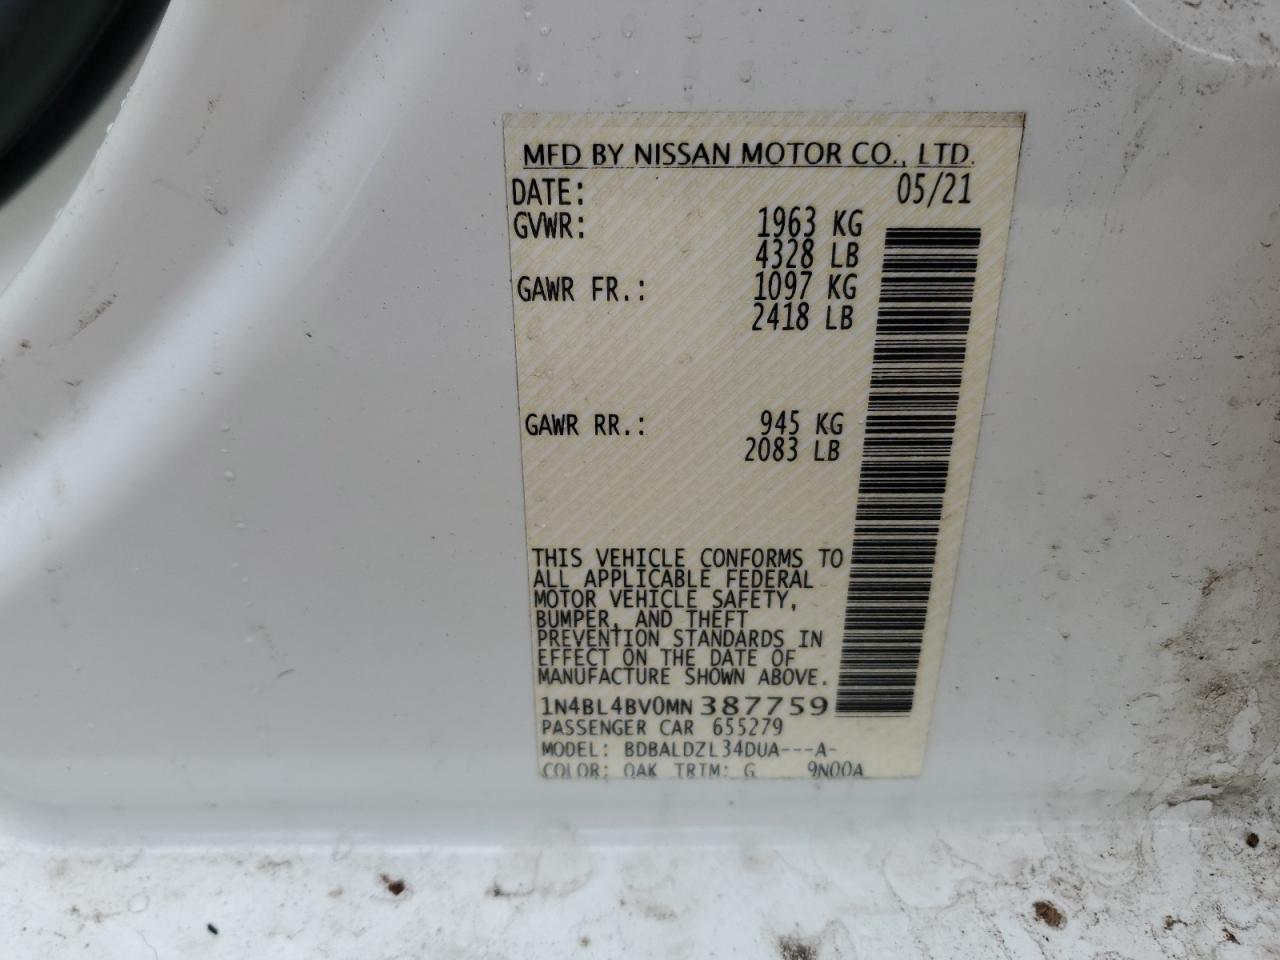 MFD BY NISSAN MOTOR CO., LTD.
DATE: 05/21
GVWR: 1963 KG
4328 LB
GAWR FR.: 1097 KG
2418 LB
GAWR RR.: 945 KG
2083 LB
THIS VEHICLE CONFORMS TO
ALL APPLICABLE FEDERAL
MOTOR VEHICLE SAFETY,
BUMPER, AND THEFT
PREVENTION STANDARDS IN
EFFECT ON THE DATE OF
MANUFACTURE SHOWN ABOVE.
1N4BL4BV0MN387759
PASSENGER CAR 655279
MODEL: BDBALDZL34DUA---A-
COLOR: QAK TRIM: G 9N00A